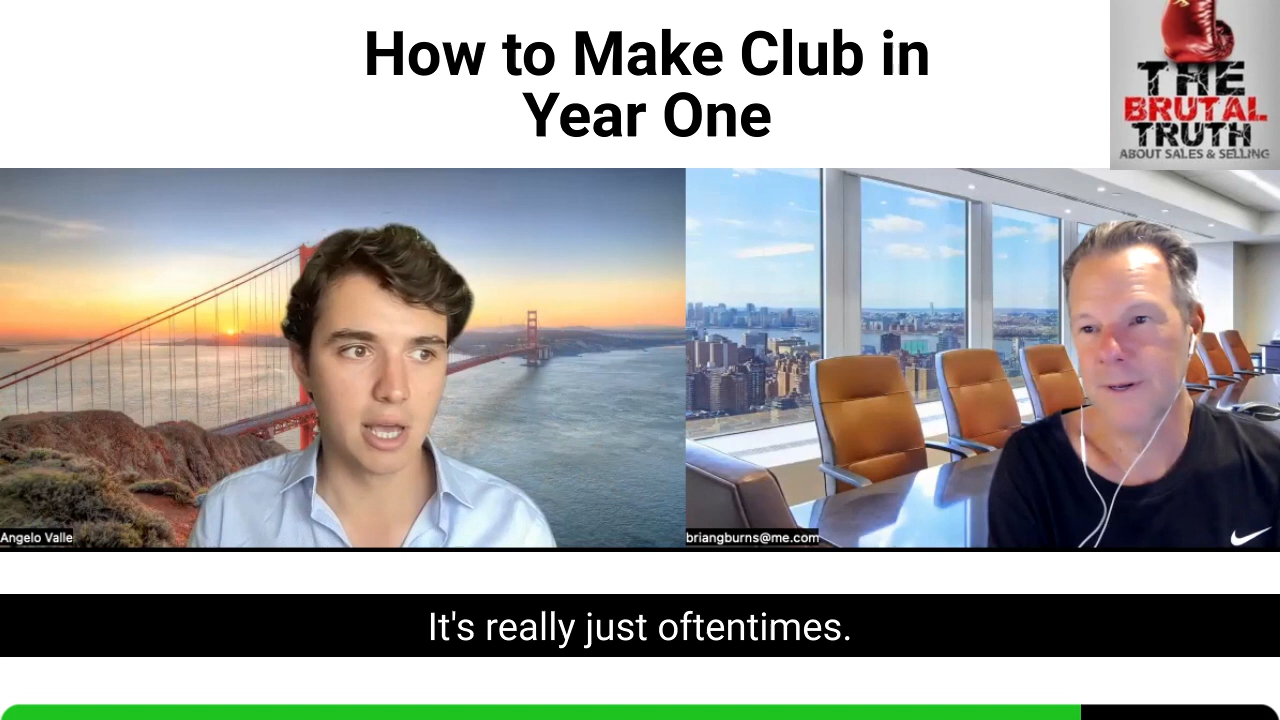 How to Make Club in
Year One
THE
BRUTAL
TRUTH
ABOUT SALES & SELLING
Angelo Valle
briangburns@me.com
It's really just oftentimes.